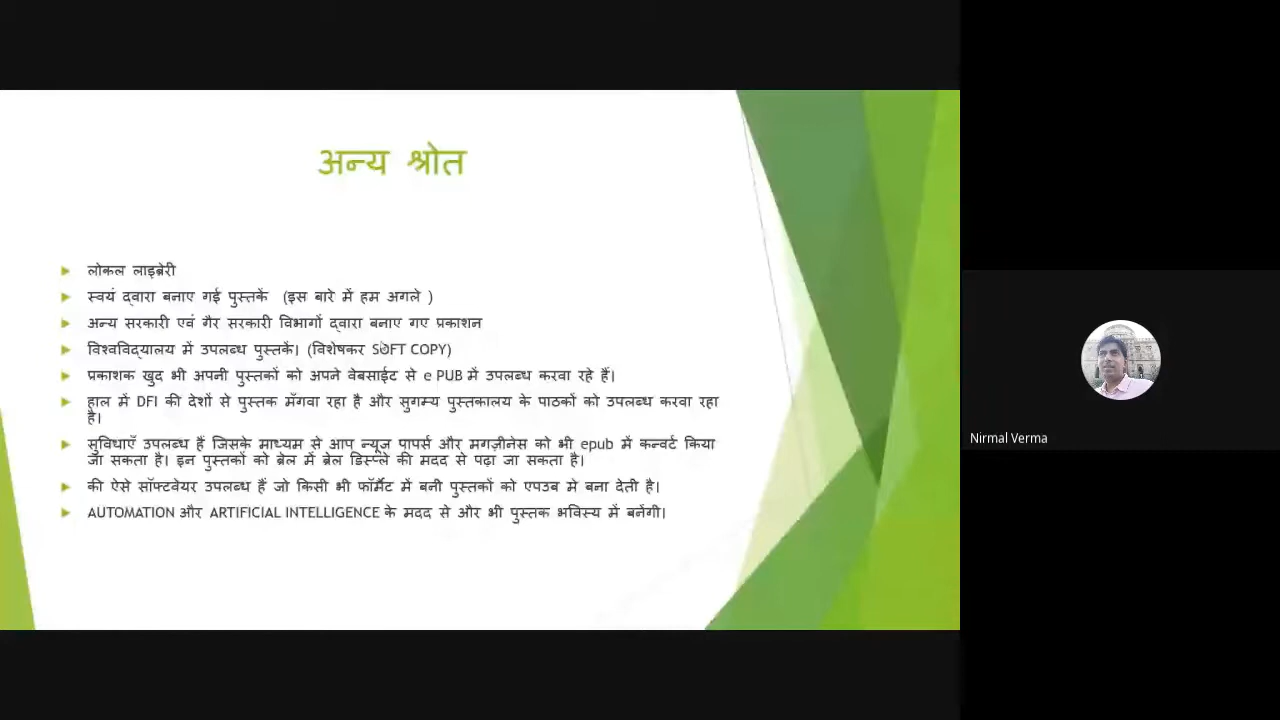 अन्य श्रोत
लोकल लाइब्रेरी
स्वयं द्वारा बनाए गई पुस्तकें (इस बारे में हम अगले )
अन्य सरकारी एवं गैर सरकारी विभागों द्वारा बनाए गए प्रकाशन
विश्वविद्यालय में उपलब्ध पुस्तकें। (विशेषकर SOFT COPY)
प्रकाशक खुद भी अपनी पुस्तकों को अपने वेबसाईट से e PUB में उपलब्ध करवा रहे हैं।
हाल में DFI की देशों से पुस्तक मँगवा रहा है और सुगम्य पुस्तकालय के पाठकों को उपलब्ध करवा रहा
है।
सुविधाएँ उपलब्ध हैं जिसके माध्यम से आप न्यूज पापर्स और मगज़ीनेस को भी epub में कन्वर्ट किया
जा सकता है। इन पुस्तकों को ब्रेल में ब्रेल डिस्प्ले की मदद से पढ़ा जा सकता है।
की ऐसे सॉफ्टवेयर उपलब्ध हैं जो किसी भी फॉर्मैट में बनी पुस्तकों को एपउब मे बना देती है।
AUTOMATION और ARTIFICIAL INTELLIGENCE के मदद से और भी पुस्तक भविस्य में बनेंगी।
Nirmal Verma